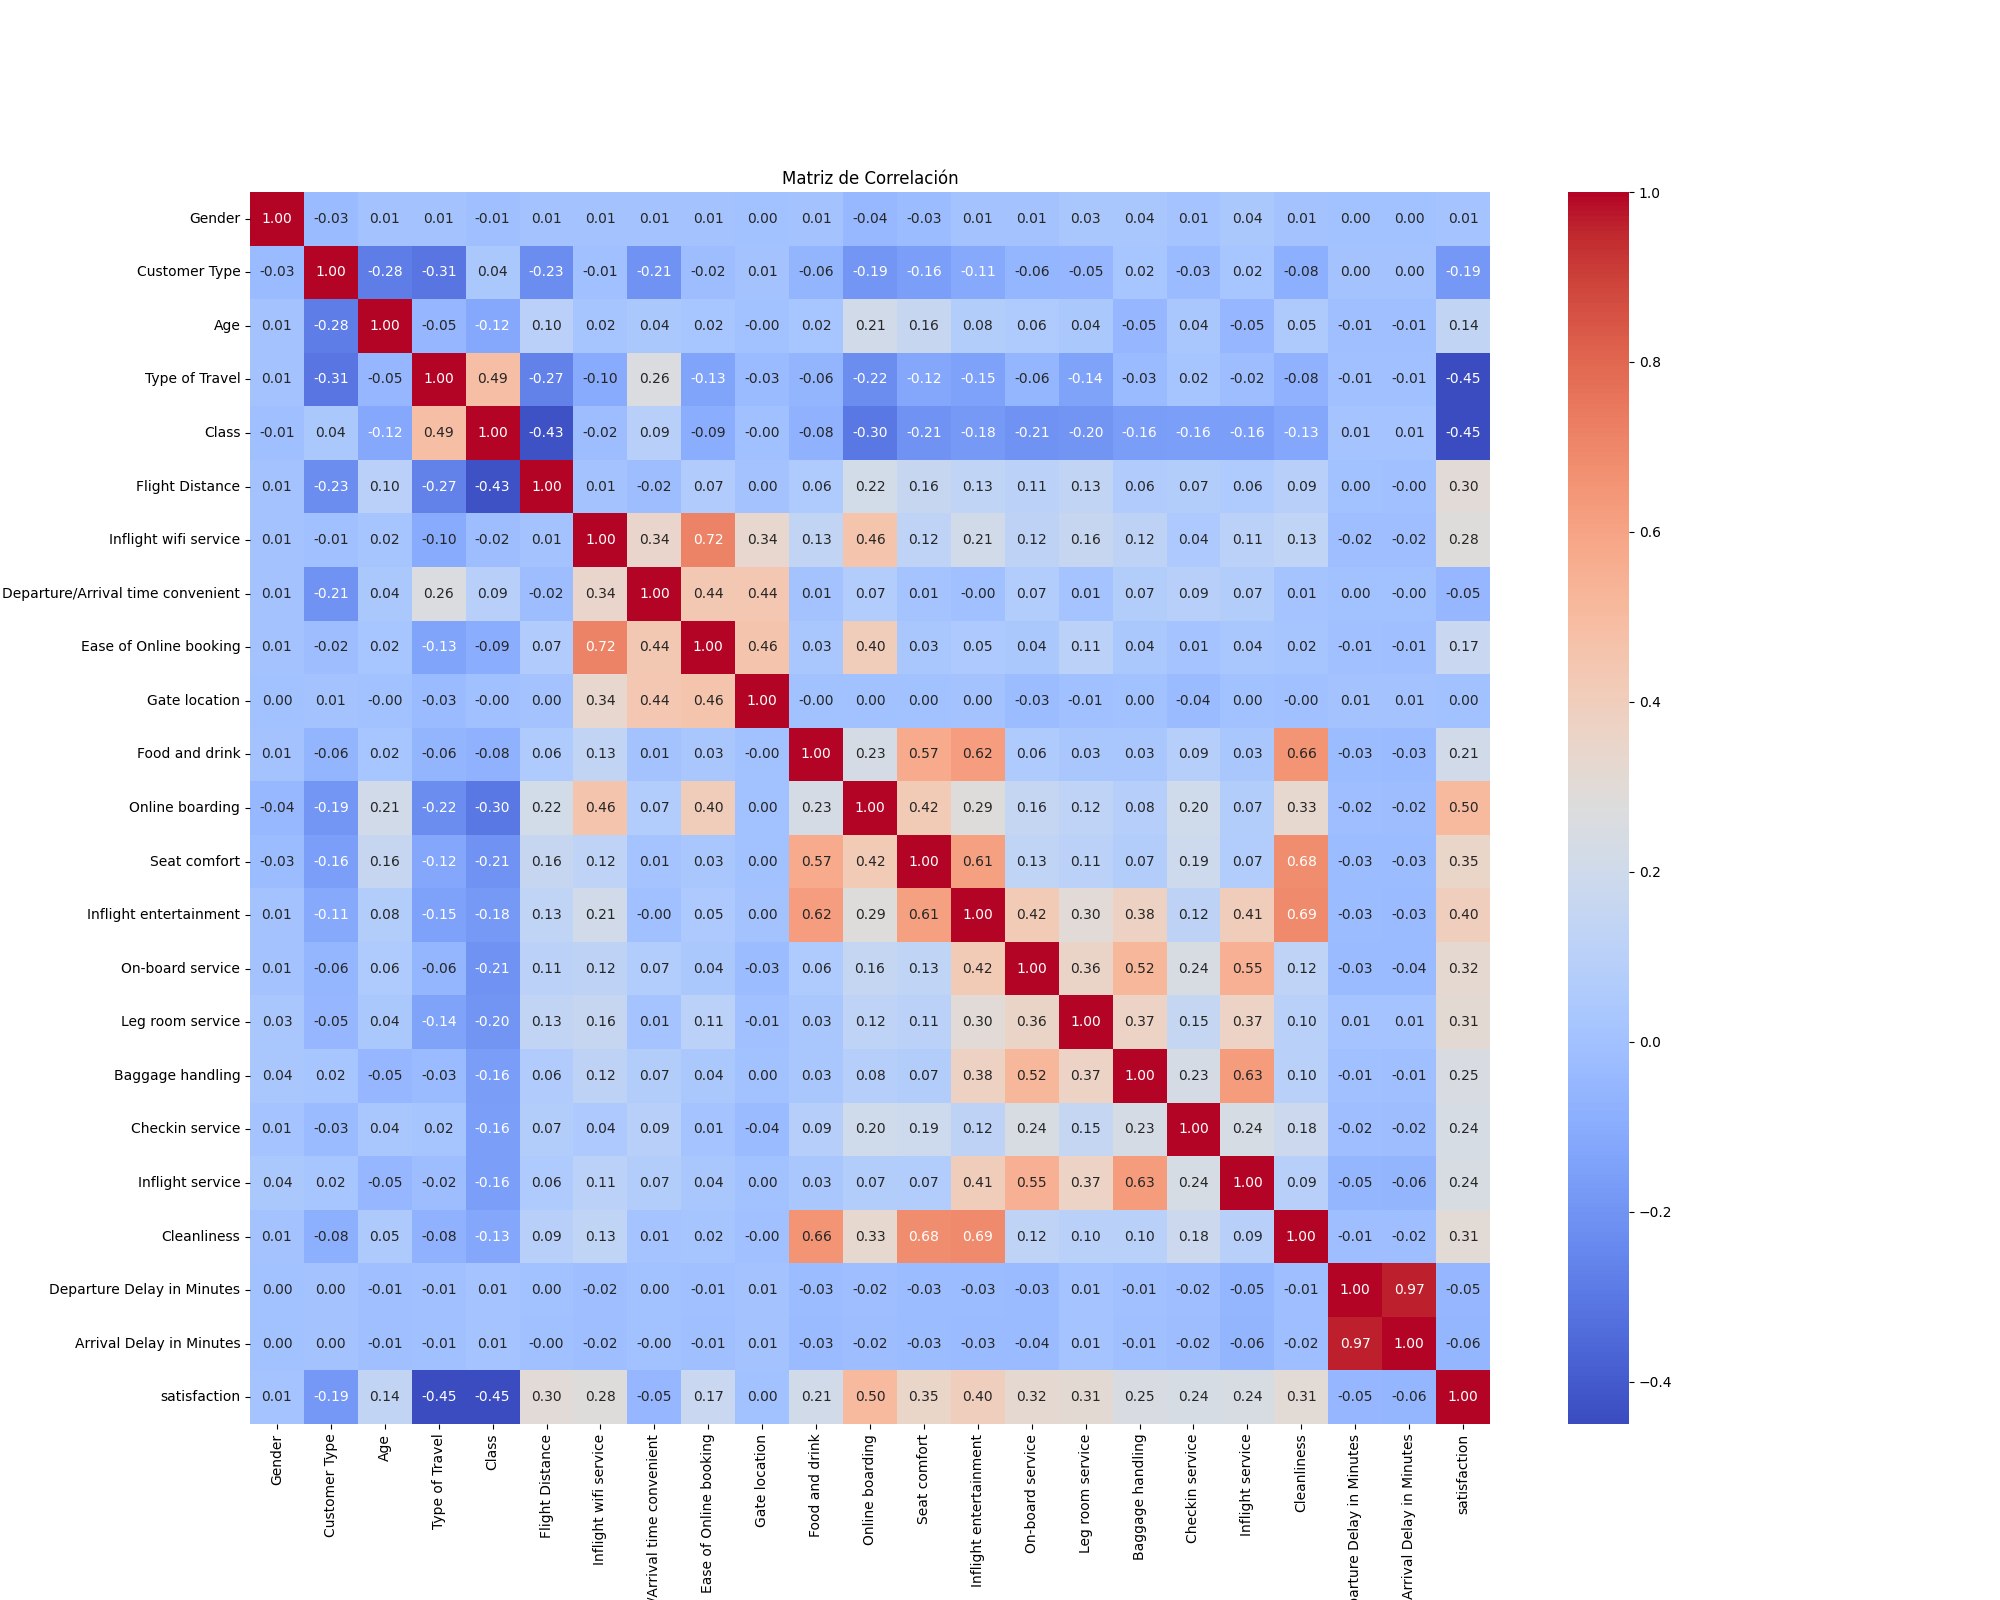 Matriz de Correlación
Gender 1.00 -0.03 0.01 0.01 -0.01 0.01 0.01 0.01 0.01 0.00 0.01 -0.04 -0.03 0.01 0.01 0.03 0.04 0.01 0.04 0.01 0.00 0.00 0.01
Customer Type -0.03 1.00 -0.28 -0.31 0.04 -0.23 -0.01 -0.21 -0.02 0.01 -0.06 -0.19 -0.16 -0.11 -0.06 -0.05 0.02 -0.03 0.02 -0.08 0.00 0.00 -0.19
Age 0.01 -0.28 1.00 -0.05 -0.12 0.10 0.02 0.04 0.02 -0.00 0.02 0.21 0.16 0.08 0.06 0.04 -0.05 0.04 -0.05 0.05 -0.01 -0.01 0.14
Type of Travel 0.01 -0.31 -0.05 1.00 0.49 -0.27 -0.10 0.26 -0.13 -0.03 -0.06 -0.22 -0.12 -0.15 -0.06 -0.14 -0.03 0.02 -0.02 -0.08 -0.01 -0.01 -0.45
Class -0.01 0.04 -0.12 0.49 1.00 -0.43 -0.02 0.09 -0.09 -0.00 -0.08 -0.30 -0.21 -0.18 -0.21 -0.20 -0.16 -0.16 -0.16 -0.13 0.01 0.01 -0.45
Flight Distance 0.01 -0.23 0.10 -0.27 -0.43 1.00 0.01 -0.02 0.07 0.00 0.06 0.22 0.16 0.13 0.11 0.13 0.06 0.07 0.06 0.09 0.00 -0.00 0.30
Inflight wifi service 0.01 -0.01 0.02 -0.10 -0.02 0.01 1.00 0.34 0.72 0.34 0.13 0.46 0.12 0.21 0.12 0.16 0.12 0.04 0.11 0.13 -0.02 -0.02 0.28
Departure/Arrival time convenient 0.01 -0.21 0.04 0.26 0.09 -0.02 0.34 1.00 0.44 0.44 0.01 0.07 0.01 -0.00 0.07 0.01 0.07 0.09 0.07 0.01 0.00 -0.00 -0.05
Ease of Online booking 0.01 -0.02 0.02 -0.13 -0.09 0.07 0.72 0.44 1.00 0.46 0.03 0.40 0.03 0.05 0.04 0.11 0.04 0.01 0.04 0.02 -0.01 -0.01 0.17
Gate location 0.00 0.01 -0.00 -0.03 -0.00 0.00 0.34 0.44 0.46 1.00 -0.00 0.00 0.00 0.00 -0.03 -0.01 0.00 -0.04 0.00 -0.00 0.01 0.01 0.00
Food and drink 0.01 -0.06 0.02 -0.06 -0.08 0.06 0.13 0.01 0.03 -0.00 1.00 0.23 0.57 0.62 0.06 0.03 0.03 0.09 0.03 0.66 -0.03 -0.03 0.21
Online boarding -0.04 -0.19 0.21 -0.22 -0.30 0.22 0.46 0.07 0.40 0.00 0.23 1.00 0.42 0.29 0.16 0.12 0.08 0.20 0.07 0.33 -0.02 -0.02 0.50
Seat comfort -0.03 -0.16 0.16 -0.12 -0.21 0.16 0.12 0.01 0.03 0.00 0.57 0.42 1.00 0.61 0.13 0.11 0.07 0.19 0.07 0.68 -0.03 -0.03 0.35
Inflight entertainment 0.01 -0.11 0.08 -0.15 -0.18 0.13 0.21 -0.00 0.05 0.00 0.62 0.29 0.61 1.00 0.42 0.30 0.38 0.12 0.41 0.69 -0.03 -0.03 0.40
On-board service 0.01 -0.06 0.06 -0.06 -0.21 0.11 0.12 0.07 0.04 -0.03 0.06 0.16 0.13 0.42 1.00 0.36 0.52 0.24 0.55 0.12 -0.03 -0.04 0.32
Leg room service 0.03 -0.05 0.04 -0.14 -0.20 0.13 0.16 0.01 0.11 -0.01 0.03 0.12 0.11 0.30 0.36 1.00 0.37 0.15 0.37 0.10 0.01 0.01 0.31
Baggage handling 0.04 0.02 -0.05 -0.03 -0.16 0.06 0.12 0.07 0.04 0.00 0.03 0.08 0.07 0.38 0.52 0.37 1.00 0.23 0.63 0.10 -0.01 -0.01 0.25
Checkin service 0.01 -0.03 0.04 0.02 -0.16 0.07 0.04 0.09 0.01 -0.04 0.09 0.20 0.19 0.12 0.24 0.15 0.23 1.00 0.24 0.18 -0.02 -0.02 0.24
Inflight service 0.04 0.02 -0.05 -0.02 -0.16 0.06 0.11 0.07 0.04 0.00 0.03 0.07 0.07 0.41 0.55 0.37 0.63 0.24 1.00 0.09 -0.05 -0.06 0.24
Cleanliness 0.01 -0.08 0.05 -0.08 -0.13 0.09 0.13 0.01 0.02 -0.00 0.66 0.33 0.68 0.69 0.12 0.10 0.10 0.18 0.09 1.00 -0.01 -0.02 0.31
Departure Delay in Minutes 0.00 0.00 -0.01 -0.01 0.01 0.00 -0.02 0.00 -0.01 0.01 -0.03 -0.02 -0.03 -0.03 -0.03 0.01 -0.01 -0.02 -0.05 -0.01 1.00 0.97 -0.05
Arrival Delay in Minutes 0.00 0.00 -0.01 -0.01 0.01 -0.00 -0.02 -0.00 -0.01 0.01 -0.03 -0.02 -0.03 -0.03 -0.04 0.01 -0.01 -0.02 -0.06 -0.02 0.97 1.00 -0.06
satisfaction 0.01 -0.19 0.14 -0.45 -0.45 0.30 0.28 -0.05 0.17 0.00 0.21 0.50 0.35 0.40 0.32 0.31 0.25 0.24 0.24 0.31 -0.05 -0.06 1.00
Gender
Customer Type
Age
Type of Travel
Class
Flight Distance
Inflight wifi service
/Arrival time convenient
Ease of Online booking
Gate location
Food and drink
Online boarding
Seat comfort
Inflight entertainment
On-board service
Leg room service
Baggage handling
Checkin service
Inflight service
Cleanliness
parture Delay in Minutes
Arrival Delay in Minutes
satisfaction
1.0
0.8
0.6
0.4
0.2
0.0
−0.2
−0.4